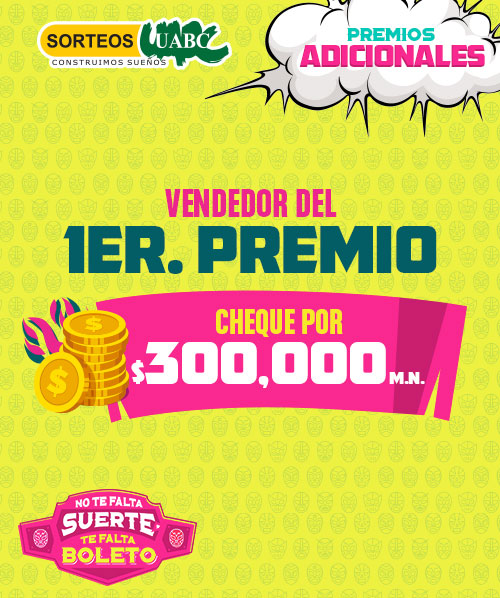 SORTEOS UABC
CONSTRUIMOS SUEÑOS
PREMIOS
ADICIONALES
VENDEDOR DEL
1ER. PREMIO
CHEQUE POR
$300,000 M.N.
NO TE FALTA
SUERTE,
TE FALTA
BOLETO